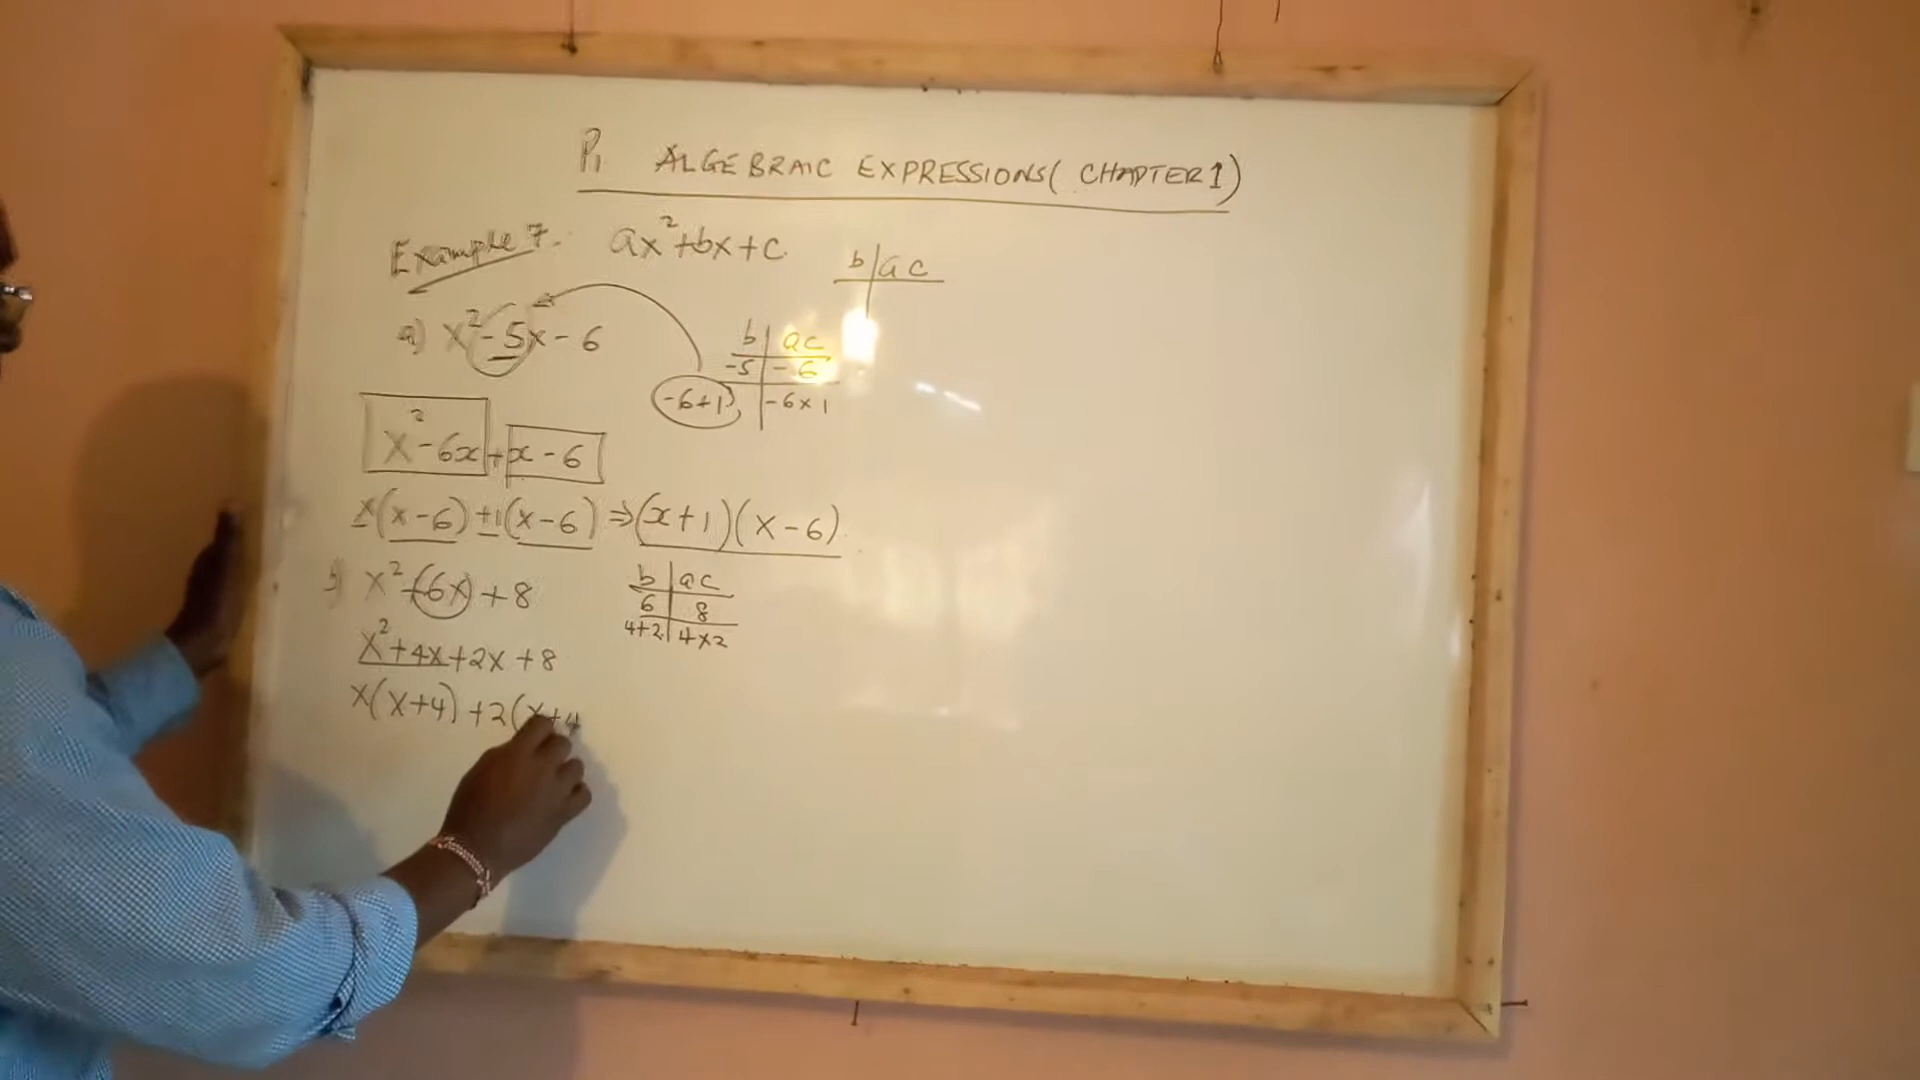 P₁ ALGEBRAIC EXPRESSIONS (CHAPTER 1)
Example 7. ax²+bx+c.
b | ac
a) x²-5x-6
b | ac
-5 | -6
-6+1 | -6x1
x²-6x+x-6
x(x-6)+1(x-6) ⇒ (x+1)(x-6)
b) x²+6x+8
b | ac
6 | 8
4+2 | 4x2
x²+4x+2x+8
x(x+4)+2(x+4